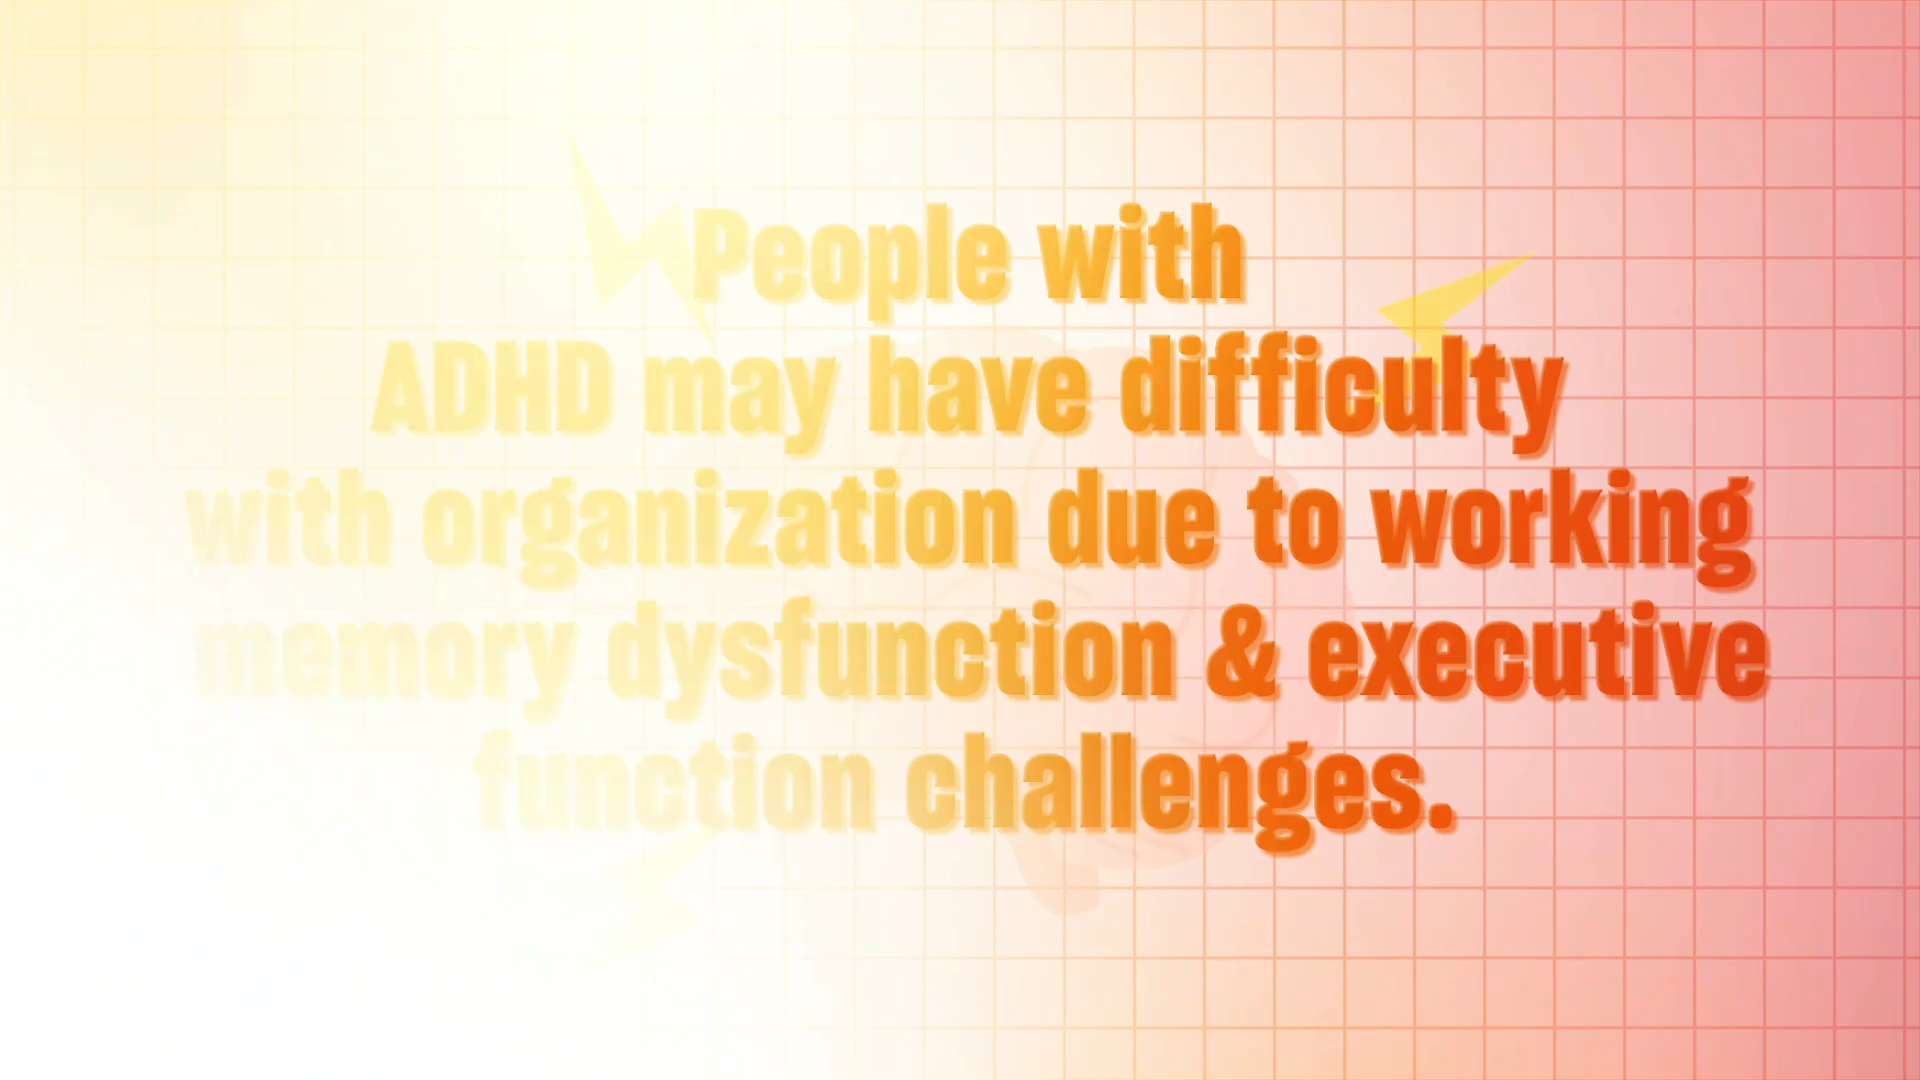 People with
ADHD may have difficulty
with organization due to working
memory dysfunction & executive
function challenges.